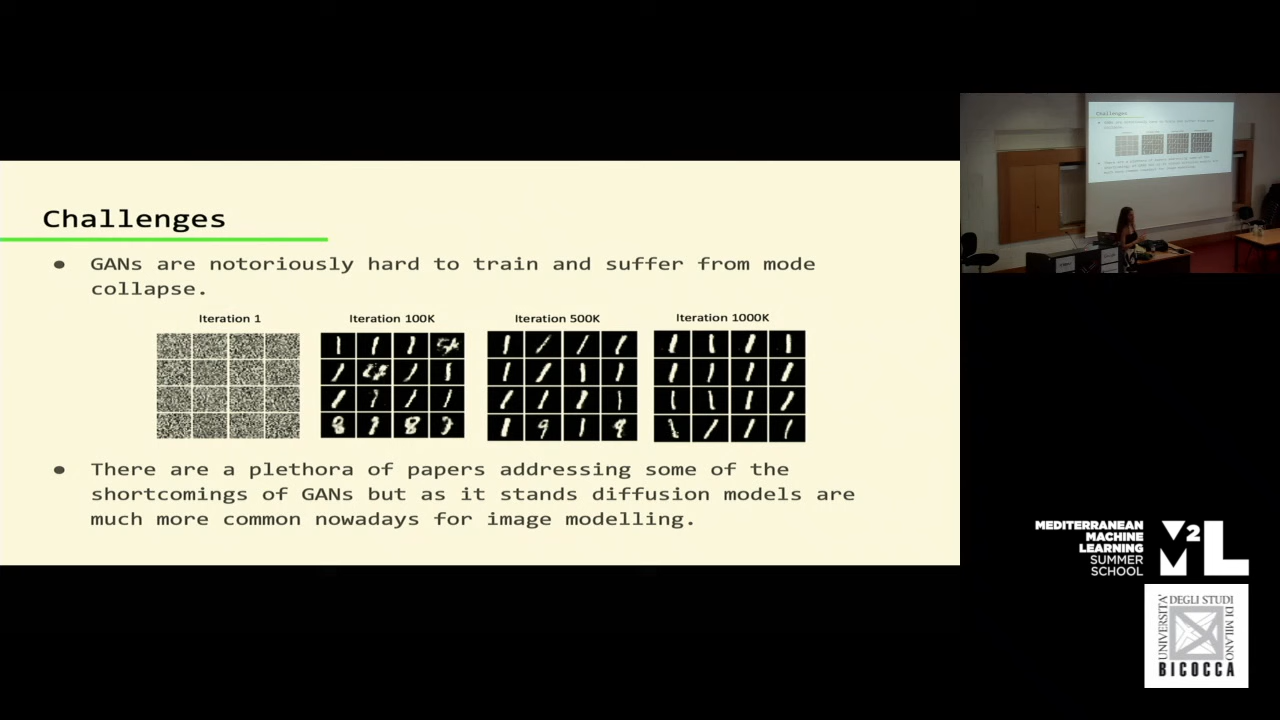 Challenges
● GANs are notoriously hard to train and suffer from mode
collapse.
Iteration 1 Iteration 100K Iteration 500K Iteration 1000K
● There are a plethora of papers addressing some of the
shortcomings of GANs but as it stands diffusion models are
much more common nowadays for image modelling.
Challenges
MEDITERRANEAN
MACHINE
LEARNING
SUMMER
SCHOOL
M2L
UNIVERSITÀ
DEGLI STUDI
DI MILANO
BICOCCA